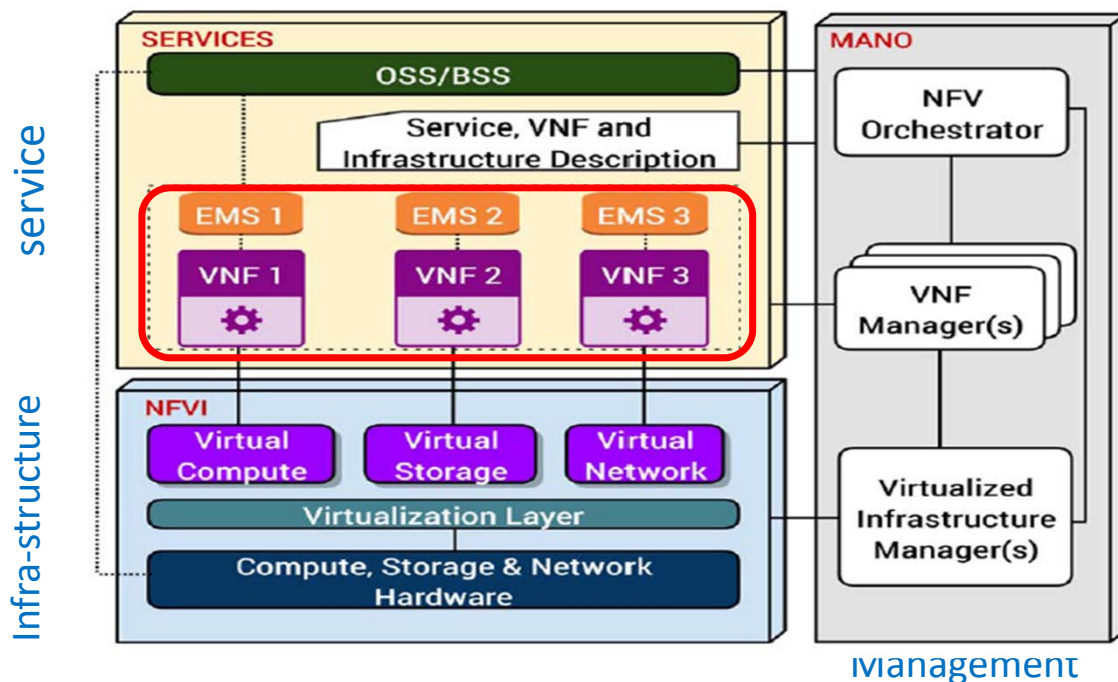 SERVICES
OSS/BSS
Service, VNF and
Infrastructure Description
EMS 1
EMS 2
EMS 3
VNF 1
VNF 2
VNF 3
service
NFVI
Virtual
Compute
Virtual
Storage
Virtual
Network
Virtualization Layer
Compute, Storage & Network
Hardware
Infra-structure
MANO
NFV
Orchestrator
VNF
Manager(s)
Virtualized
Infrastructure
Manager(s)
Management